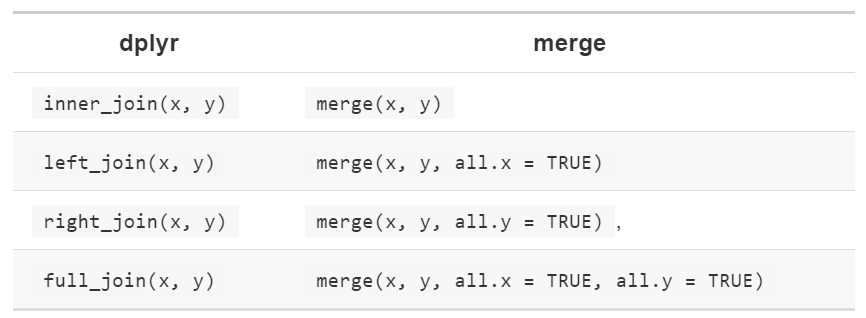 dplyr merge
inner_join(x, y) merge(x, y)
left_join(x, y) merge(x, y, all.x = TRUE)
right_join(x, y) merge(x, y, all.y = TRUE) ,
full_join(x, y) merge(x, y, all.x = TRUE, all.y = TRUE)